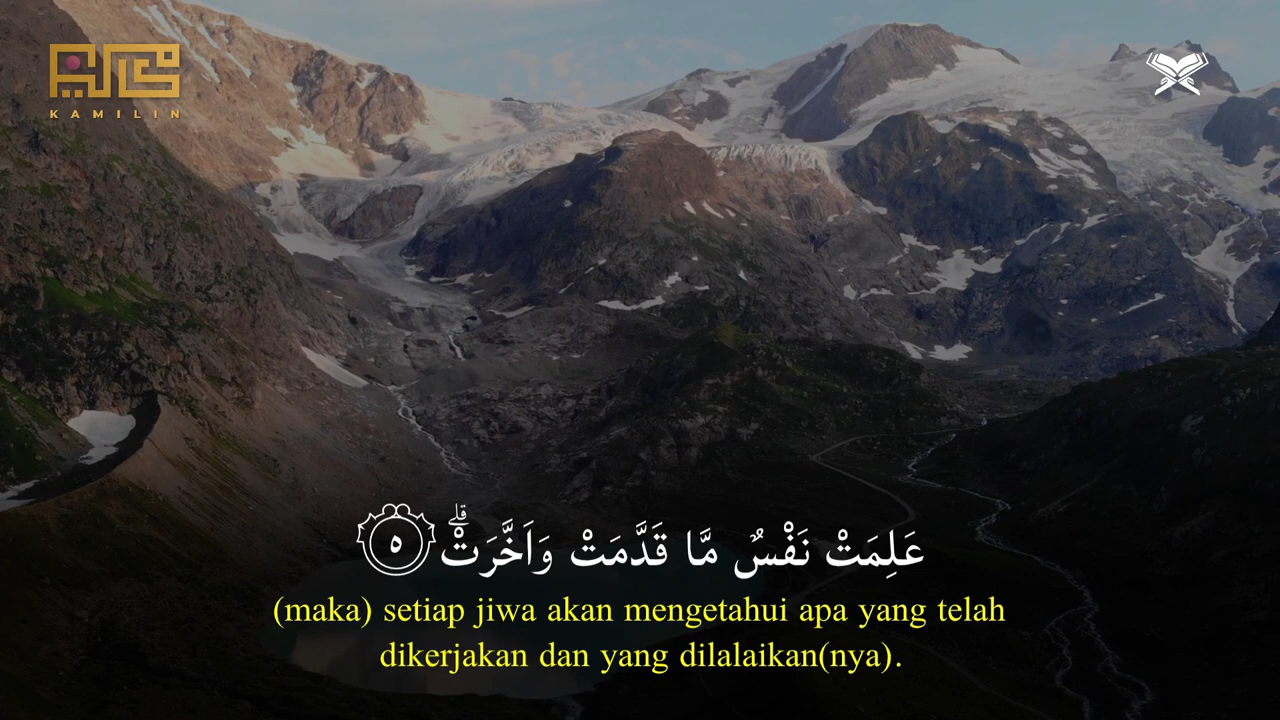 KAMILIN
عَلِمَتْ نَفْسٌ مَّا قَدَّمَتْ وَاَخَّرَتْۗ ٥
(maka) setiap jiwa akan mengetahui apa yang telah
dikerjakan dan yang dilalaikan(nya).